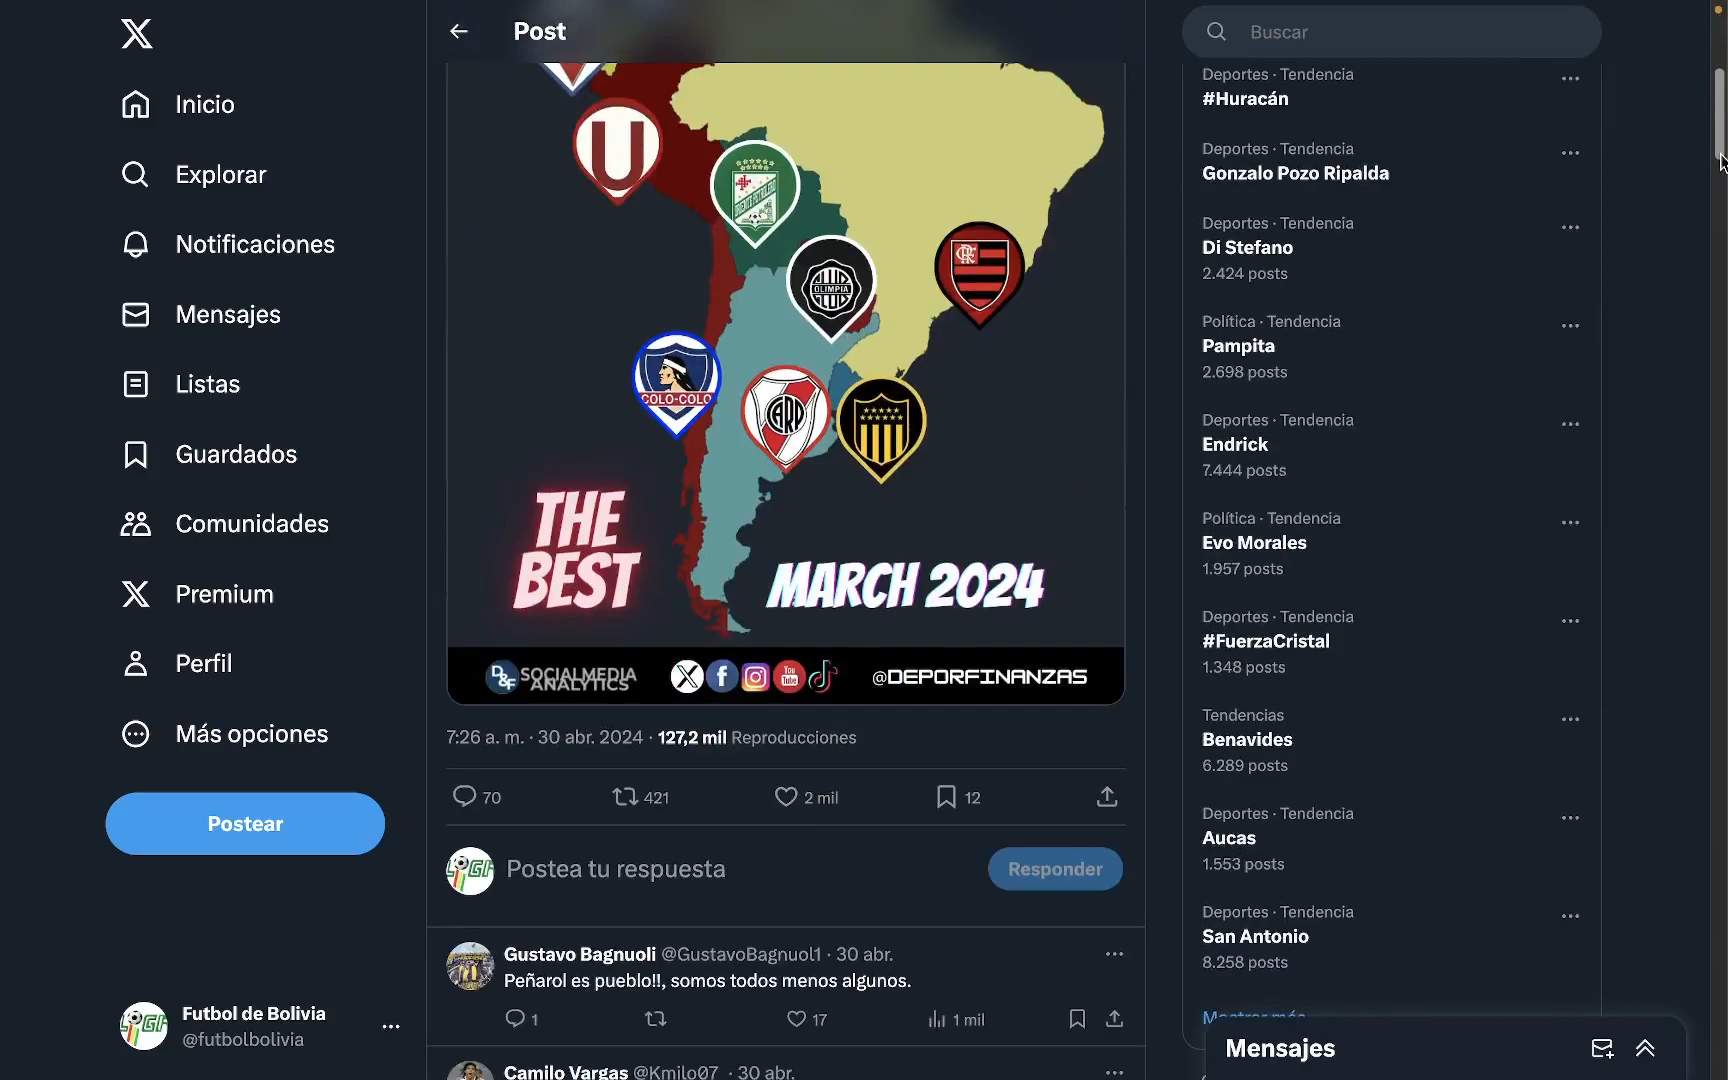 Inicio
Explorar
Notificaciones
Mensajes
Listas
Guardados
Comunidades
Premium
Perfil
Más opciones
Postear
Futbol de Bolivia
@futbolbolivia
Post
U
OLIMPIA
COLO-COLO
CARP
THE
BEST
MARCH 2024
D&F SOCIALMEDIA
ANALYTICS
You
Tube
@DEPORFINANZAS
7:26 a. m. · 30 abr. 2024 · 127,2 mil Reproducciones
70
421
2 mil
12
Postea tu respuesta
Responder
Gustavo Bagnuoli @GustavoBagnuol1 · 30 abr.
Peñarol es pueblo!!, somos todos menos algunos.
1
17
1 mil
Camilo Vargas @Kmilo07 · 30 abr.
Buscar
Deportes · Tendencia
#Huracán
Deportes · Tendencia
Gonzalo Pozo Ripalda
Deportes · Tendencia
Di Stefano
2.424 posts
Política · Tendencia
Pampita
2.698 posts
Deportes · Tendencia
Endrick
7.444 posts
Política · Tendencia
Evo Morales
1.957 posts
Deportes · Tendencia
#FuerzaCristal
1.348 posts
Tendencias
Benavides
6.289 posts
Deportes · Tendencia
Aucas
1.553 posts
Deportes · Tendencia
San Antonio
8.258 posts
Mostrar más
Mensajes